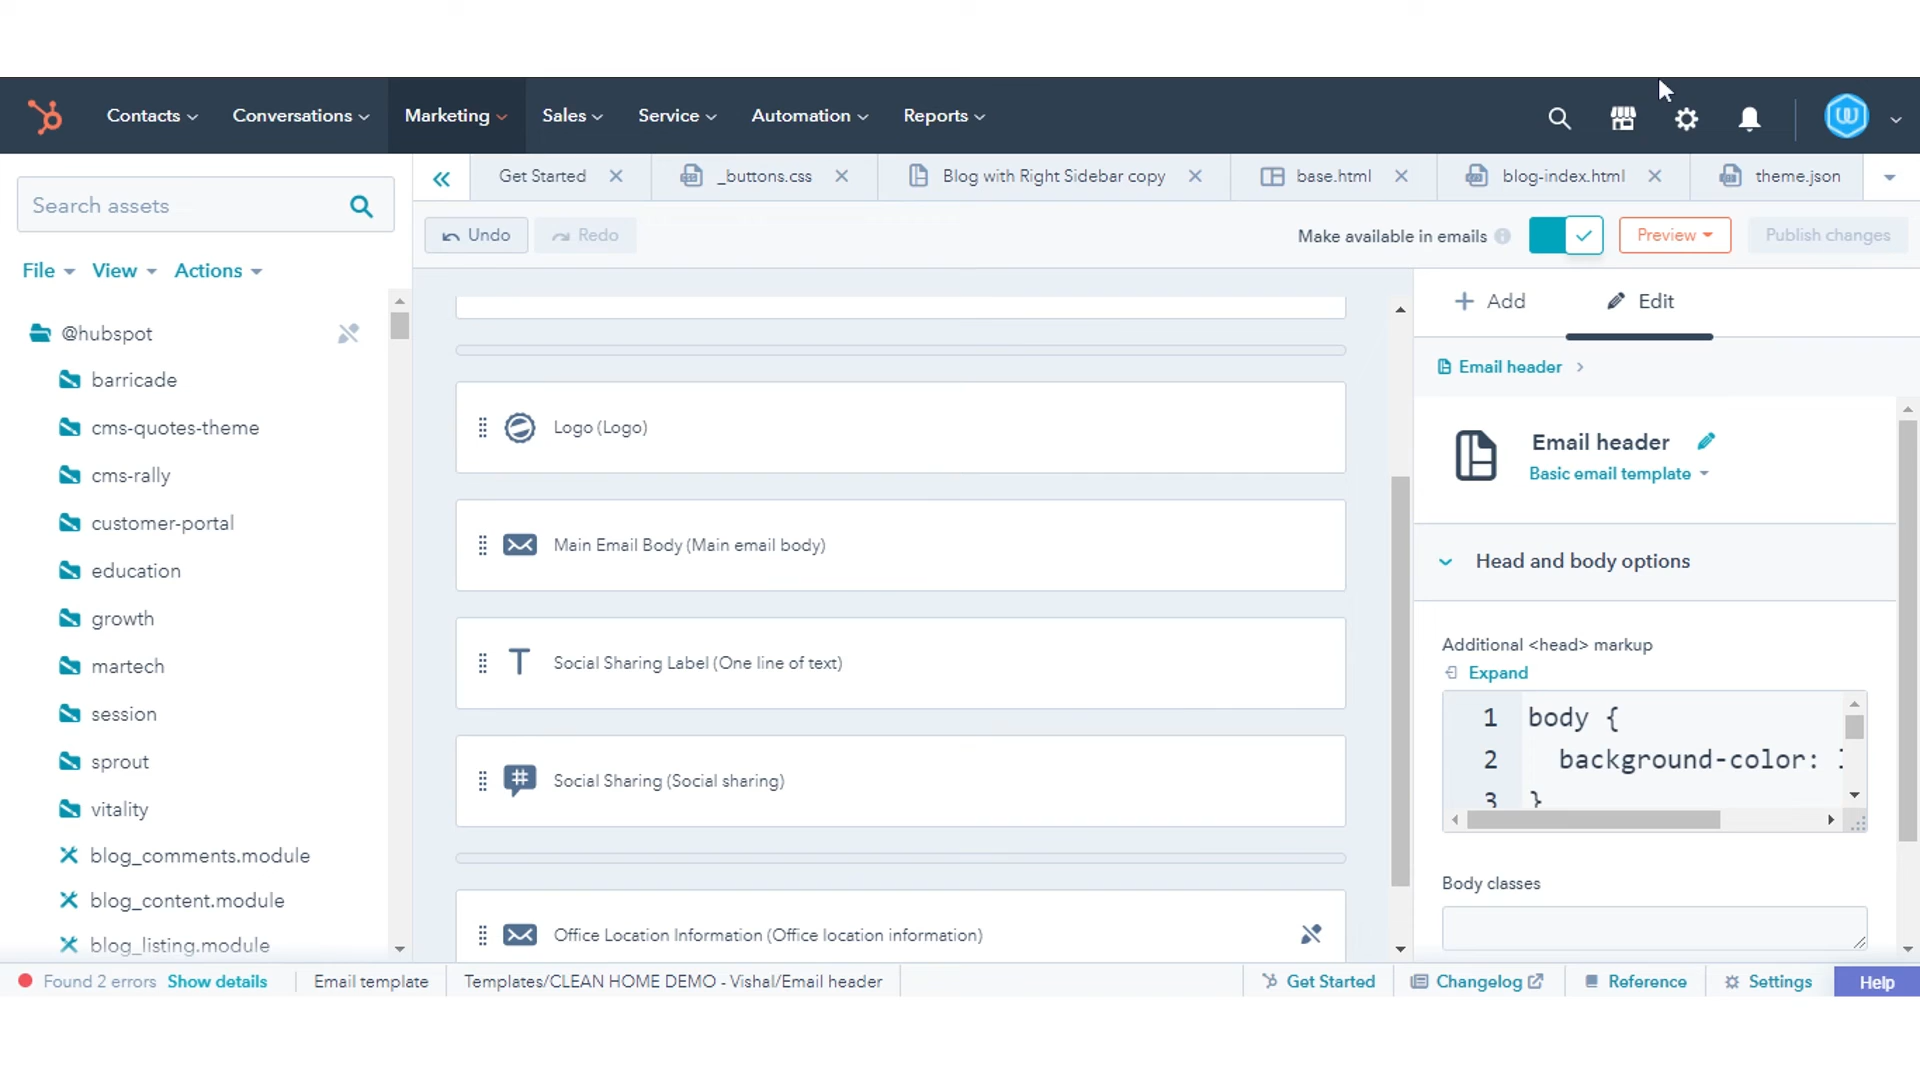 Contacts Conversations Marketing Sales Service Automation Reports
Search assets
File View Actions
@hubspot
barricade
cms-quotes-theme
cms-rally
customer-portal
education
growth
martech
session
sprout
vitality
blog_comments.module
blog_content.module
blog_listing.module
Get Started _buttons.css Blog with Right Sidebar copy base.html blog-index.html theme.json
Undo Redo Make available in emails Preview Publish changes
Logo (Logo)
Main Email Body (Main email body)
Social Sharing Label (One line of text)
Social Sharing (Social sharing)
Office Location Information (Office location information)
Add Edit
Email header
Email header
Basic email template
Head and body options
Additional <head> markup
Expand
1 body {
2 background-color:
3 }
Body classes
Found 2 errors Show details Email template Templates/CLEAN HOME DEMO - Vishal/Email header Get Started Changelog Reference Settings Help